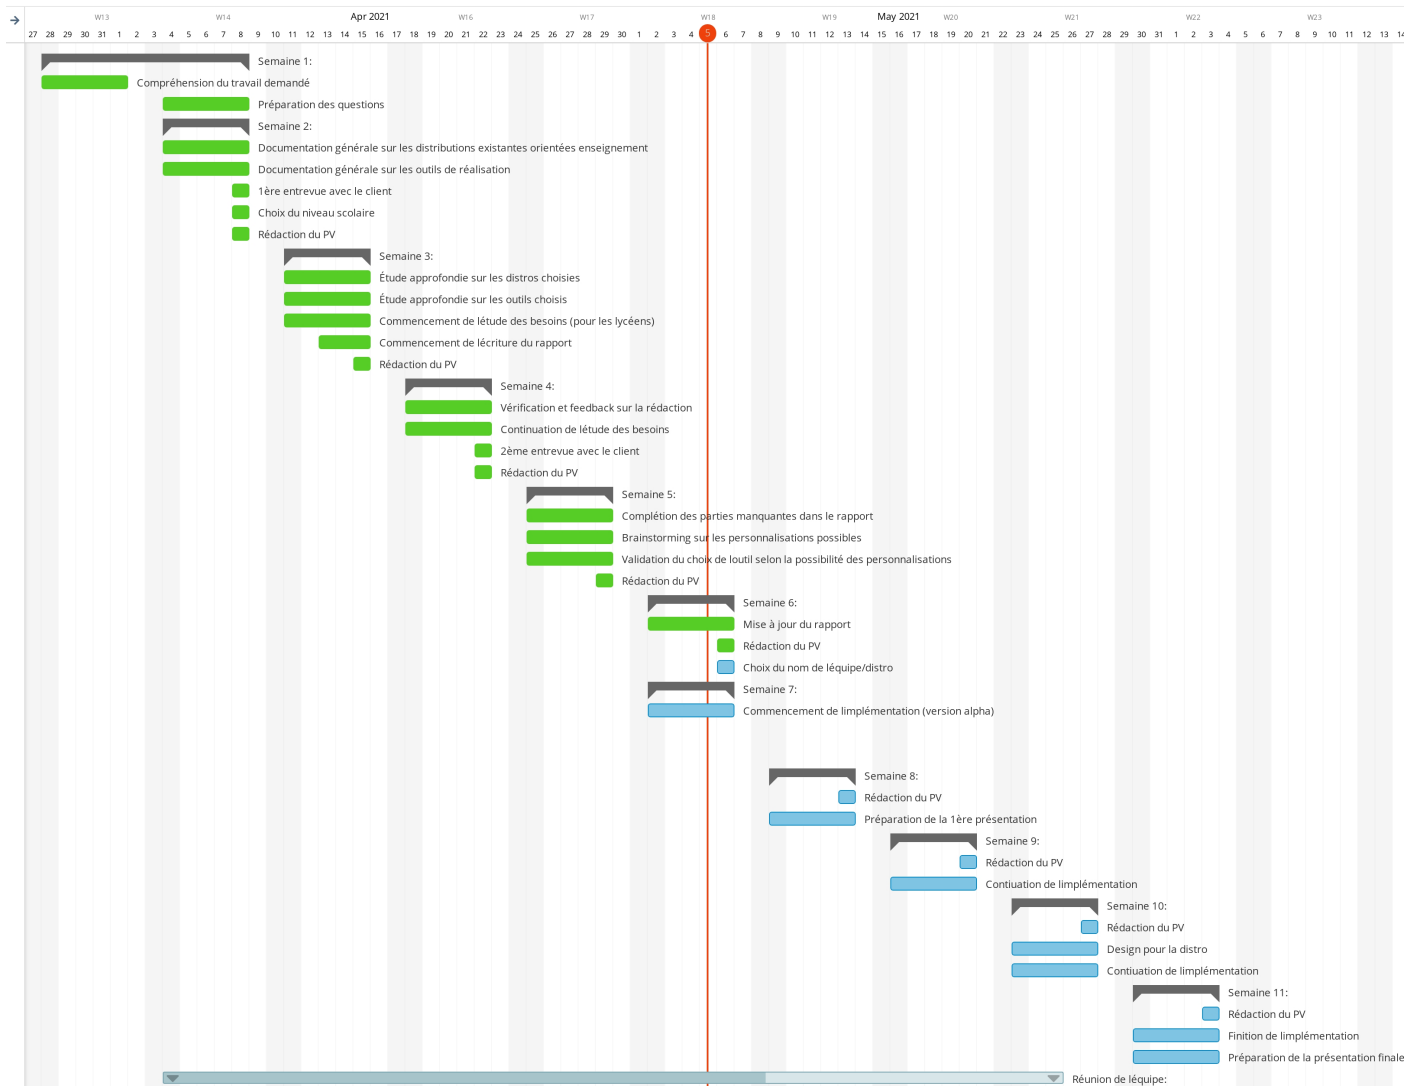 W13 W14 Apr 2021 W16 W17 W18 W19 May 2021 W20 W21 W22 W23
27 28 29 30 31 1 2 3 4 5 6 7 8 9 10 11 12 13 14 15 16 17 18 19 20 21 22 23 24 25 26 27 28 29 30 1 2 3 4 5 6 7 8 9 10 11 12 13 14 15 16 17 18 19 20 21 22 23 24 25 26 27 28 29 30 31 1 2 3 4 5 6 7 8 9 10 11 12 13 14
Semaine 1:
Compréhension du travail demandé
Préparation des questions
Semaine 2:
Documentation générale sur les distributions existantes orientées enseignement
Documentation générale sur les outils de réalisation
1ère entrevue avec le client
Choix du niveau scolaire
Rédaction du PV
Semaine 3:
Étude approfondie sur les distros choisies
Étude approfondie sur les outils choisis
Commencement de létude des besoins (pour les lycéens)
Commencement de lécriture du rapport
Rédaction du PV
Semaine 4:
Vérification et feedback sur la rédaction
Continuation de létude des besoins
2ème entrevue avec le client
Rédaction du PV
Semaine 5:
Complétion des parties manquantes dans le rapport
Brainstorming sur les personnalisations possibles
Validation du choix de loutil selon la possibilité des personnalisations
Rédaction du PV
Semaine 6:
Mise à jour du rapport
Rédaction du PV
Choix du nom de léquipe/distro
Semaine 7:
Commencement de limplémentation (version alpha)
Semaine 8:
Rédaction du PV
Préparation de la 1ère présentation
Semaine 9:
Rédaction du PV
Contiuation de limplémentation
Semaine 10:
Rédaction du PV
Design pour la distro
Contiuation de limplémentation
Semaine 11:
Rédaction du PV
Finition de limplémentation
Préparation de la présentation finale
Réunion de léquipe: